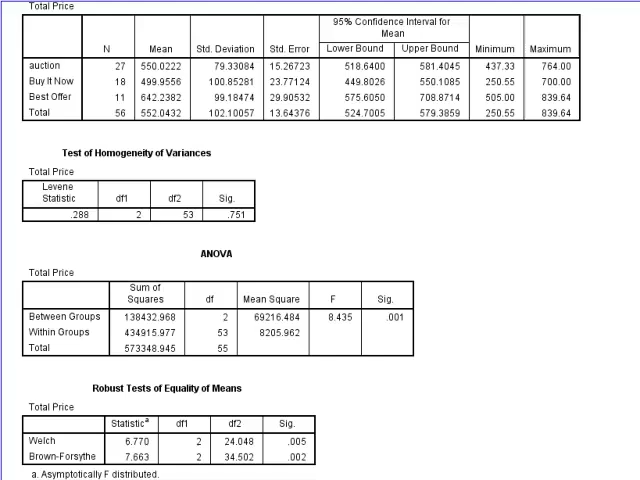 Total Price
95% Confidence Interval for
Mean
N Mean Std. Deviation Std. Error Lower Bound Upper Bound Minimum Maximum
auction 27 550.0222 79.33084 15.26723 518.6400 581.4045 437.33 764.00
Buy It Now 18 499.9556 100.85281 23.77124 449.8026 550.1085 250.55 700.00
Best Offer 11 642.2382 99.18474 29.90532 575.6050 708.8714 505.00 839.64
Total 56 552.0432 102.10057 13.64376 524.7005 579.3859 250.55 839.64
Test of Homogeneity of Variances
Total Price
Levene
Statistic df1 df2 Sig.
.288 2 53 .751
ANOVA
Total Price
Sum of
Squares df Mean Square F Sig.
Between Groups 138432.968 2 69216.484 8.435 .001
Within Groups 434915.977 53 8205.962
Total 573348.945 55
Robust Tests of Equality of Means
Total Price
Statistic a df1 df2 Sig.
Welch 6.770 2 24.048 .005
Brown-Forsythe 7.663 2 34.502 .002
a. Asymptotically F distributed.